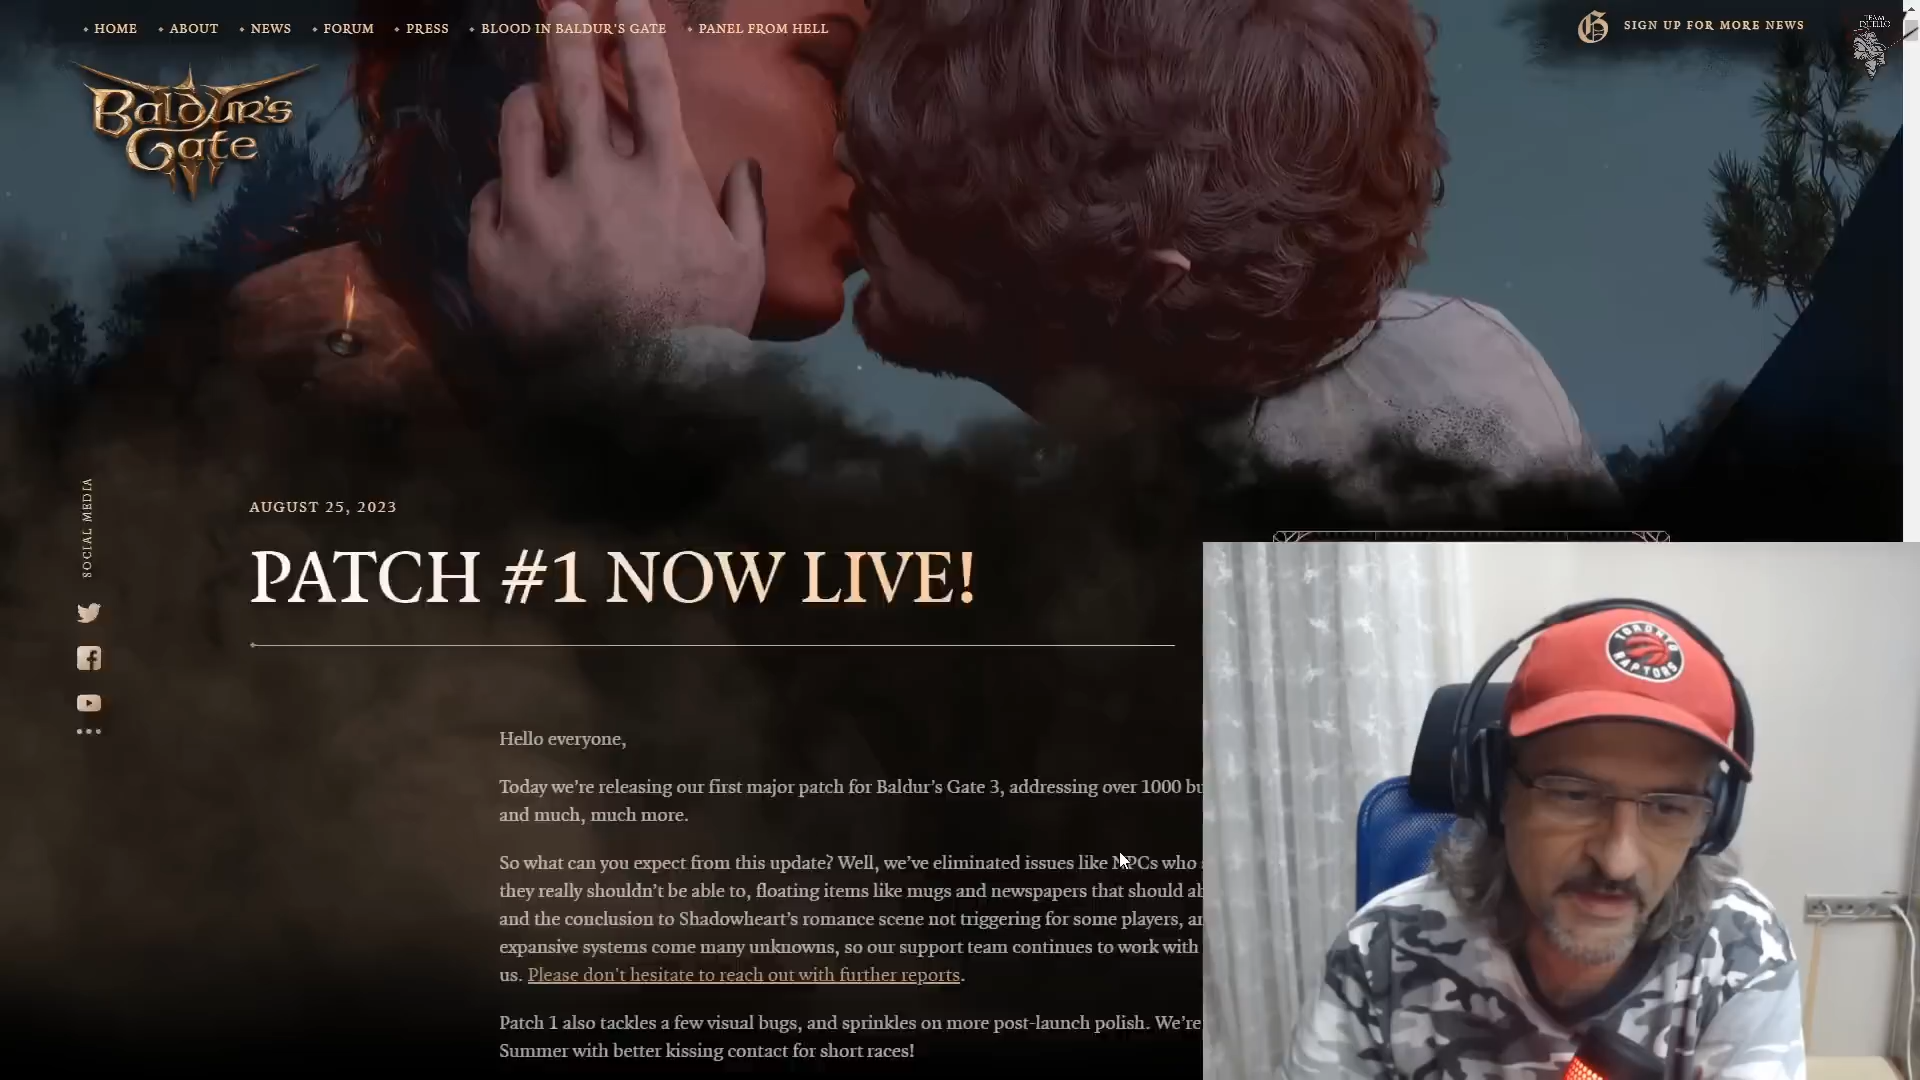 HOME
ABOUT
NEWS
FORUM
PRESS
BLOOD IN BALDUR'S GATE
PANEL FROM HELL
SIGN UP FOR MORE NEWS
TEAM
DUELLO
BALDUR'S
GATE
III
SOCIAL MEDIA
AUGUST 25, 2023
PATCH #1 NOW LIVE!
Hello everyone,
Today we're releasing our first major patch for Baldur's Gate 3, addressing over 1000 bu
and much, much more.
So what can you expect from this update? Well, we've eliminated issues like NPCs who
they really shouldn't be able to, floating items like mugs and newspapers that should
and the conclusion to Shadowheart's romance scene not triggering for some players,
expansive systems come many unknowns, so our support team continues to work with
us. Please don't hesitate to reach out with further reports.
Patch 1 also tackles a few visual bugs, and sprinkles on more post-launch polish. We're
Summer with better kissing contact for short races!
TORONTO
RAPTORS